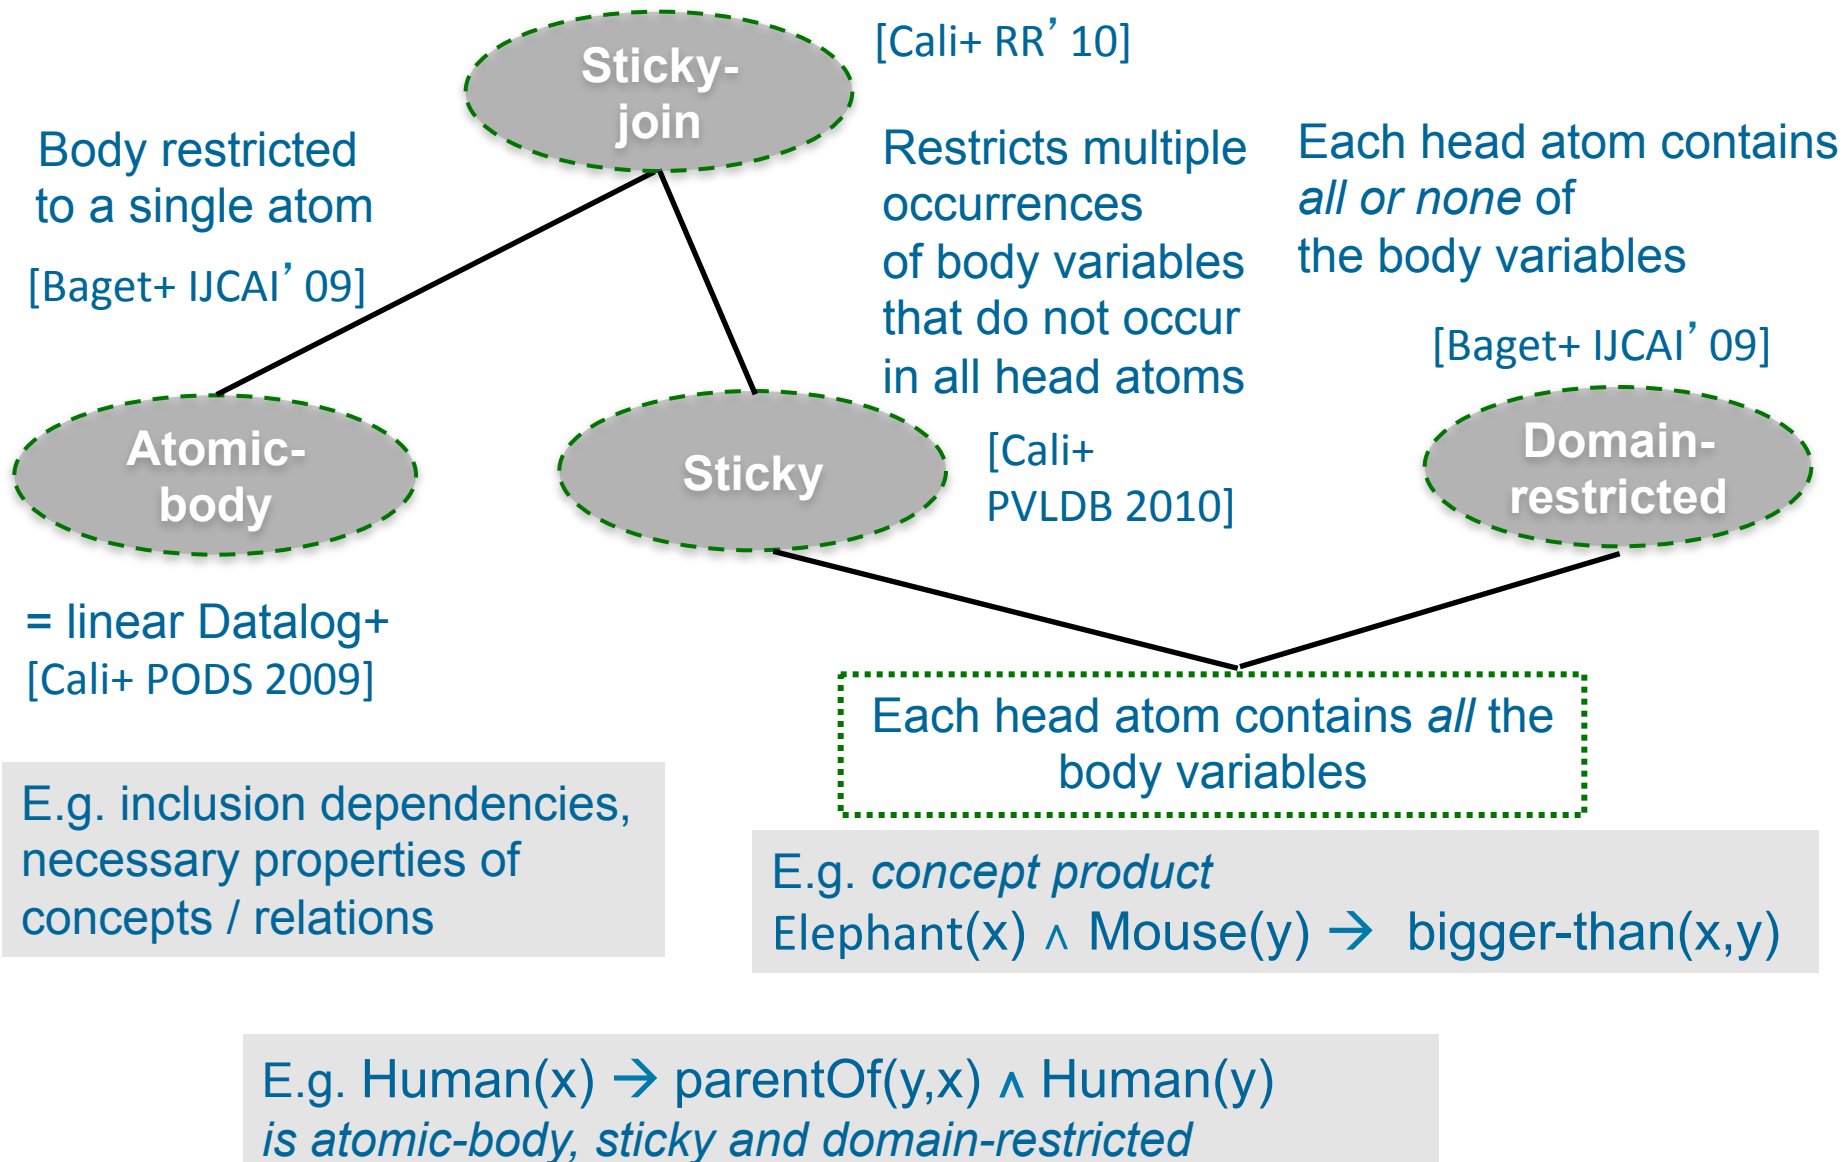 Sticky-
join
[Cali+ RR’ 10]
Body restricted
to a single atom
[Baget+ IJCAI’ 09]
Restricts multiple
occurrences
of body variables
that do not occur
in all head atoms
[Cali+
PVLDB 2010]
Each head atom contains
all or none of
the body variables
[Baget+ IJCAI’ 09]
Atomic-
body
Sticky
Domain-
restricted
= linear Datalog+
[Cali+ PODS 2009]
Each head atom contains all the
body variables
E.g. inclusion dependencies,
necessary properties of
concepts / relations
E.g. concept product
Elephant(x) ∧ Mouse(y) → bigger-than(x,y)
E.g. Human(x) → parentOf(y,x) ∧ Human(y)
is atomic-body, sticky and domain-restricted